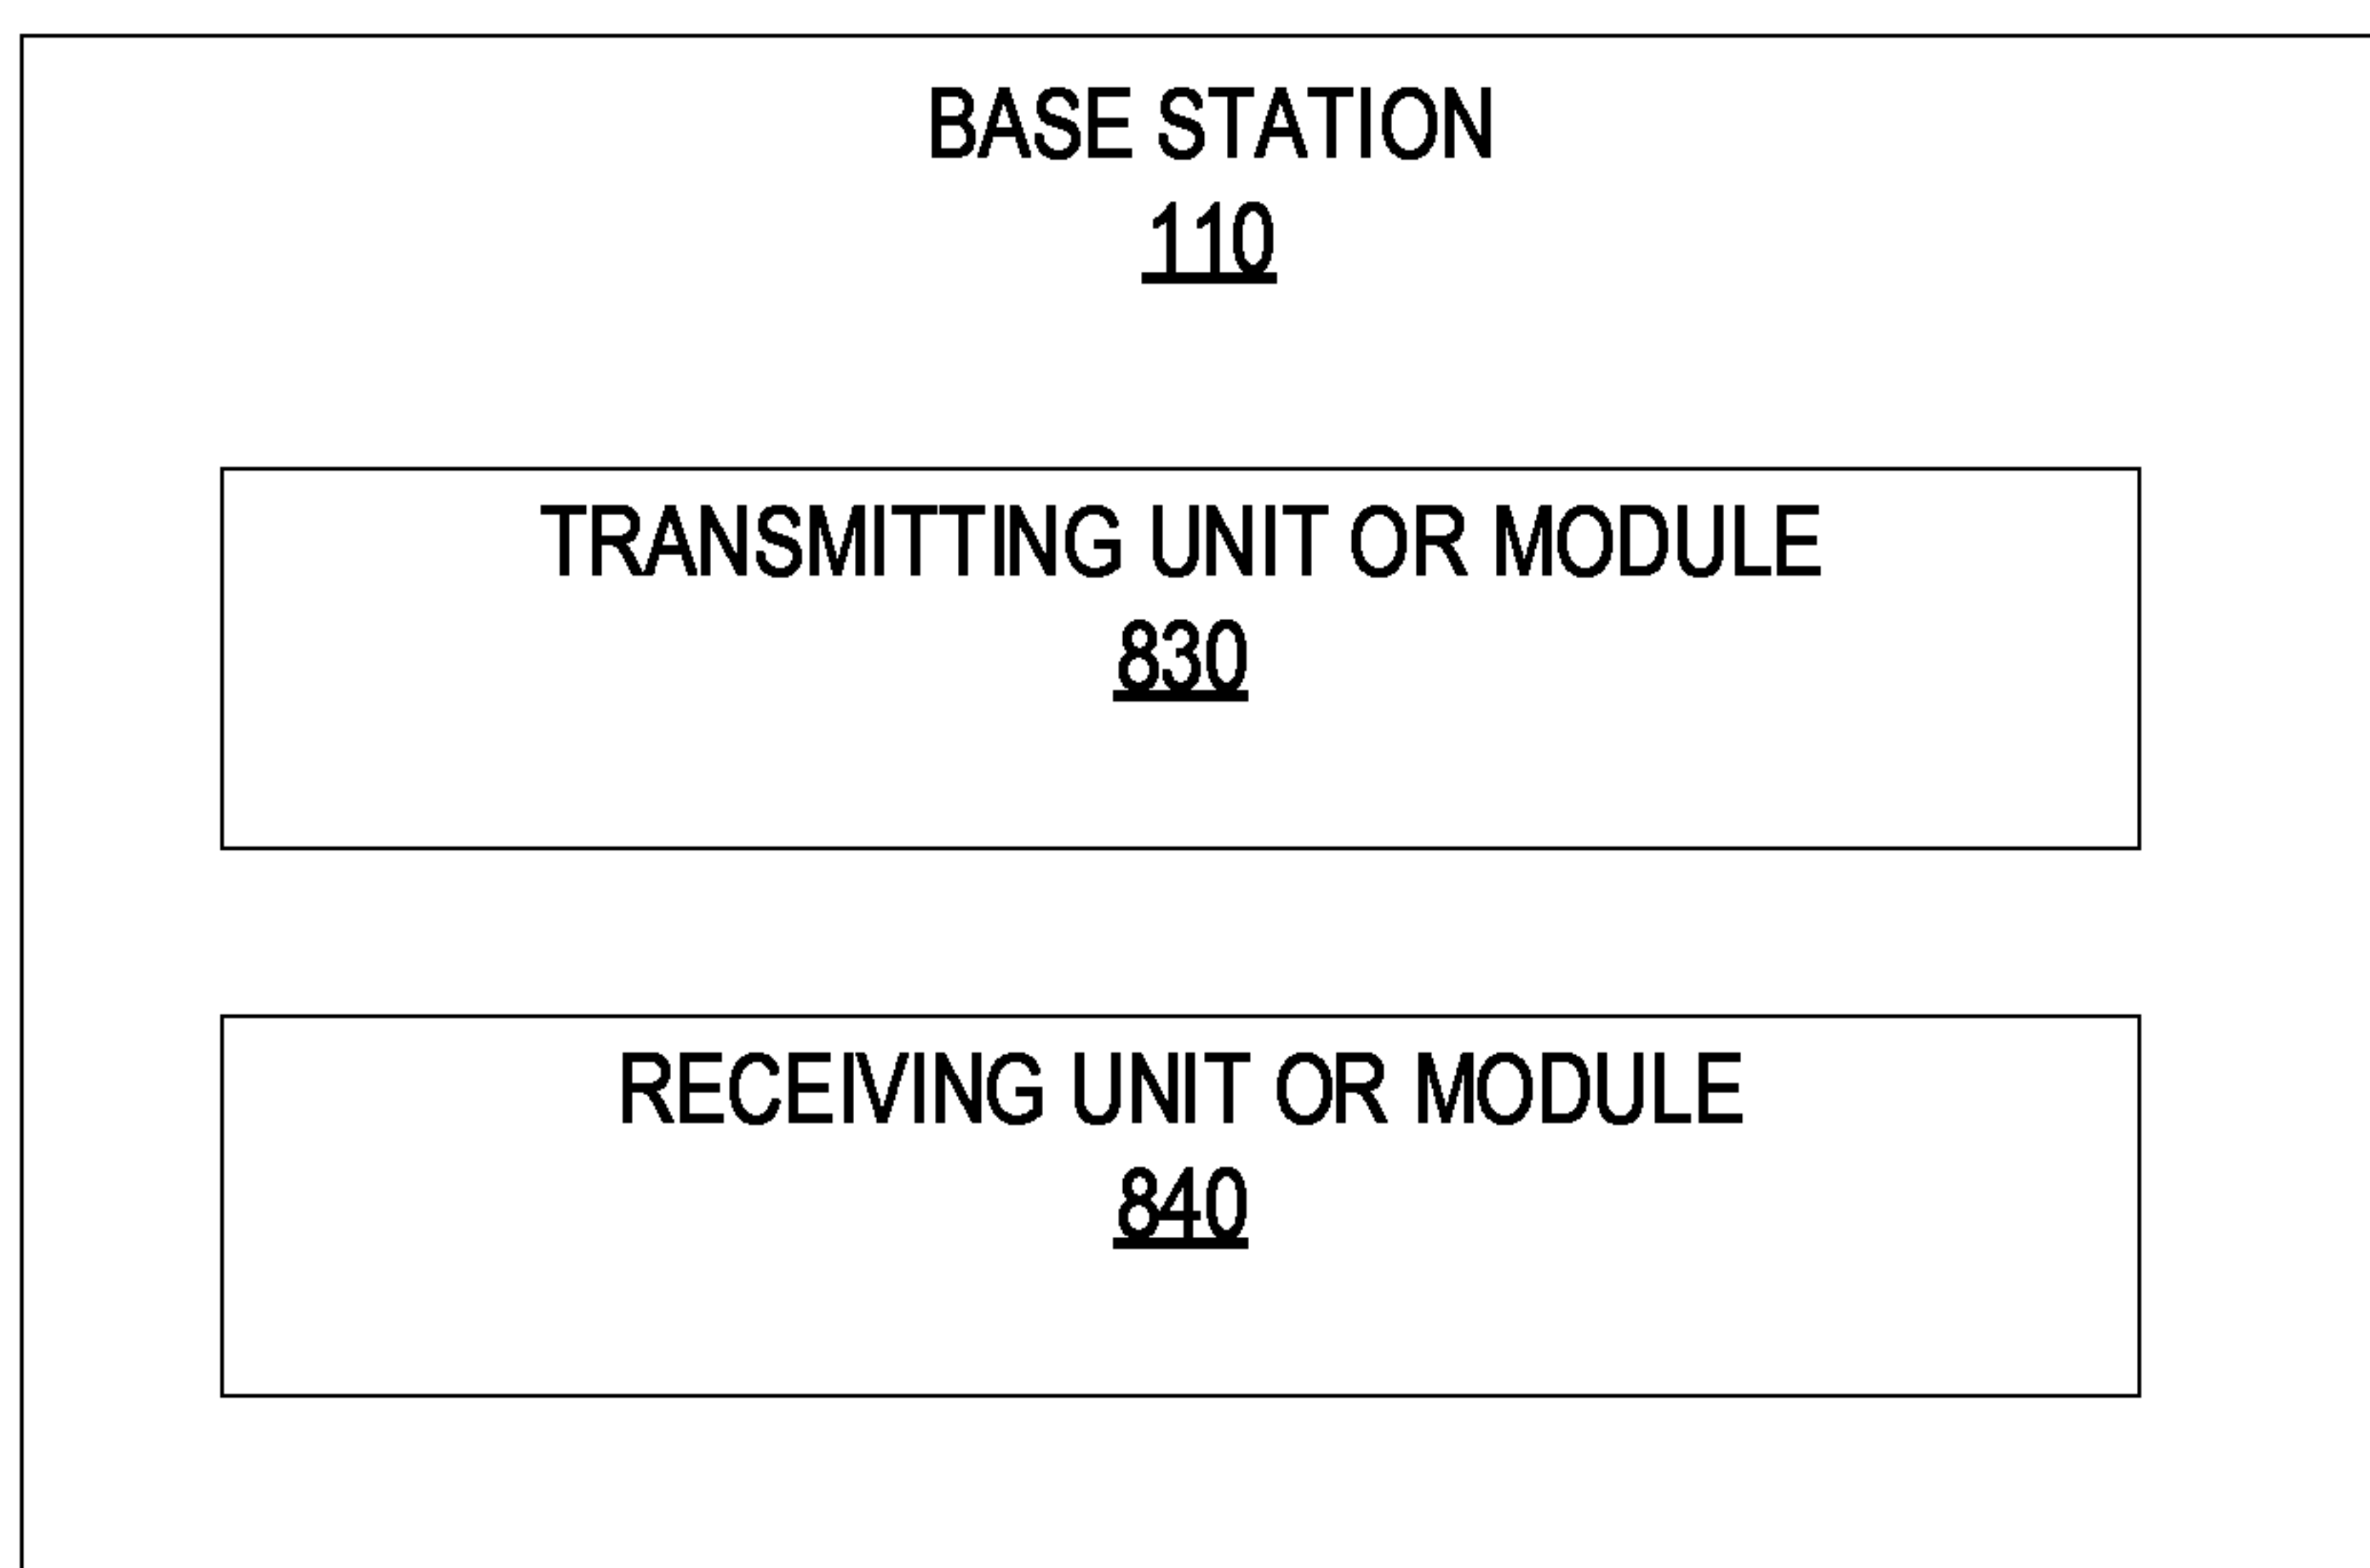 BASE STATION
110
TRANSMITTING UNIT OR MODULE
830
RECEIVING UNIT OR MODULE
840